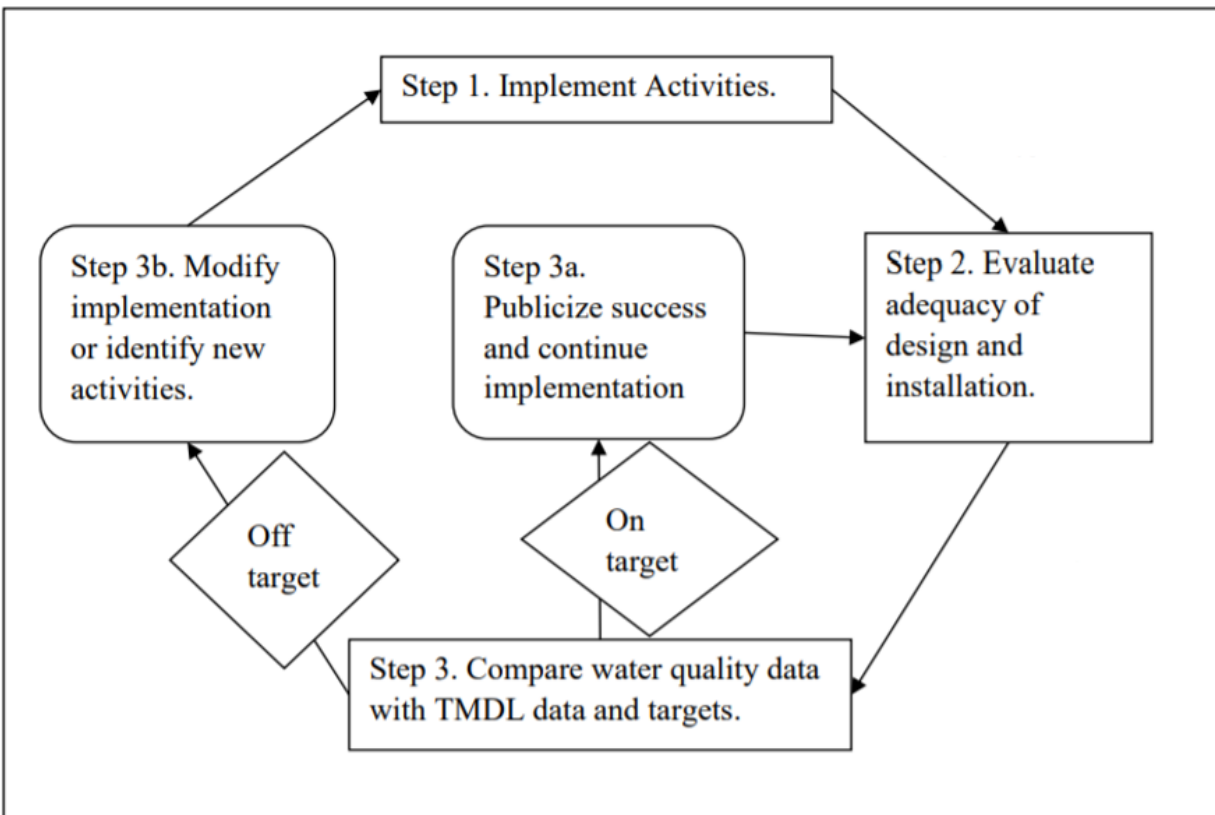 Step 1. Implement Activities.
Step 3b. Modify
implementation
or identify new
activities.
Step 3a.
Publicize success
and continue
implementation
Step 2. Evaluate
adequacy of
design and
installation.
Off
target
On
target
Step 3. Compare water quality data
with TMDL data and targets.